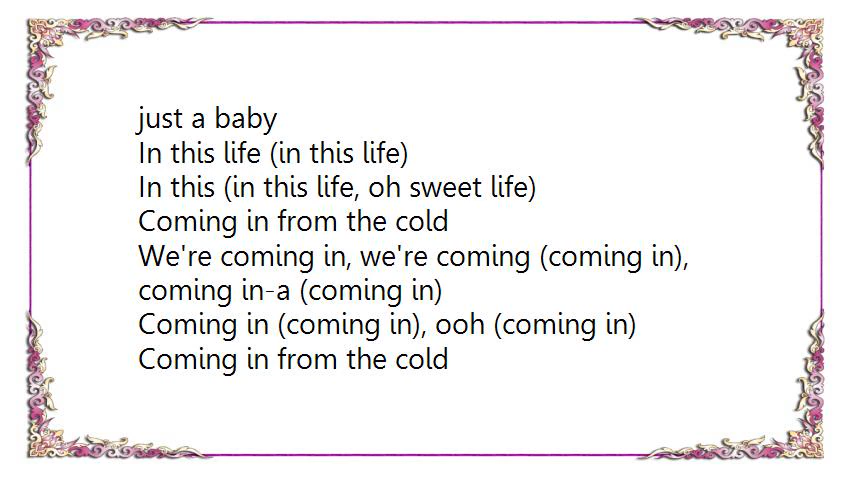 just a baby
In this life (in this life)
In this (in this life, oh sweet life)
Coming in from the cold
We're coming in, we're coming (coming in),
coming in-a (coming in)
Coming in (coming in), ooh (coming in)
Coming in from the cold